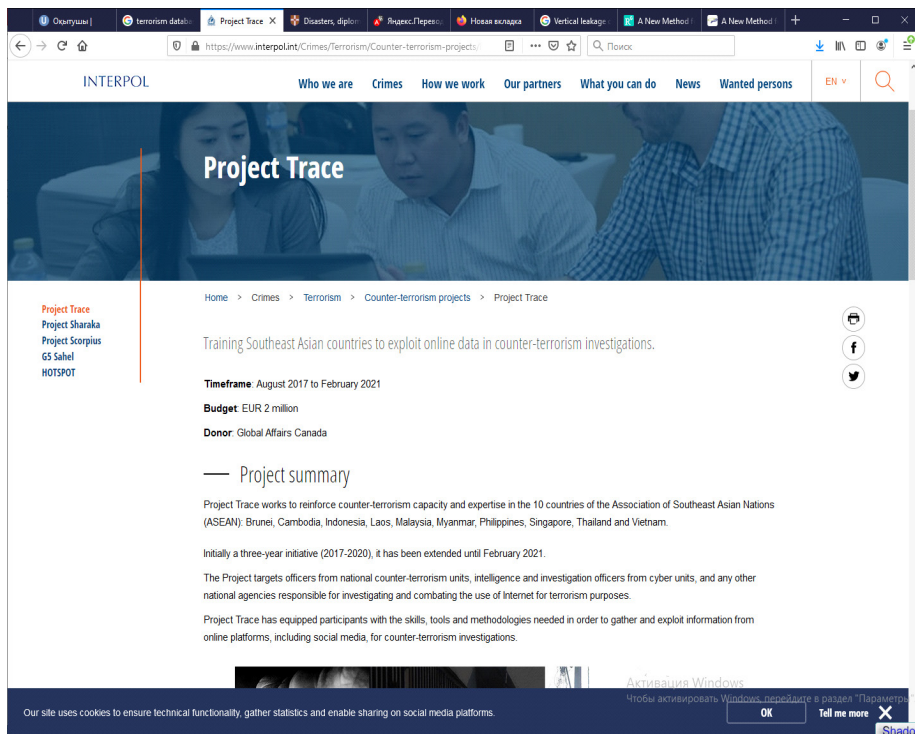 Оқытушы |
terrorism databa
Project Trace
Disasters, diplom
Яндекс.Перевод
Новая вкладка
Vertical leakage
A New Method f
A New Method f
https://www.interpol.int/Crimes/Terrorism/Counter-terrorism-projects/
Поиск
INTERPOL
Who we are Crimes How we work Our partners What you can do News Wanted persons EN
Project Trace
Home > Crimes > Terrorism > Counter-terrorism projects > Project Trace
Project Trace
Project Sharaka
Project Scorpius
G5 Sahel
HOTSPOT
Training Southeast Asian countries to exploit online data in counter-terrorism investigations.
Timeframe: August 2017 to February 2021
Budget: EUR 2 million
Donor: Global Affairs Canada
Project summary
Project Trace works to reinforce counter-terrorism capacity and expertise in the 10 countries of the Association of Southeast Asian Nations
(ASEAN): Brunei, Cambodia, Indonesia, Laos, Malaysia, Myanmar, Philippines, Singapore, Thailand and Vietnam.
Initially a three-year initiative (2017-2020), it has been extended until February 2021.
The Project targets officers from national counter-terrorism units, intelligence and investigation officers from cyber units, and any other
national agencies responsible for investigating and combating the use of Internet for terrorism purposes.
Project Trace has equipped participants with the skills, tools and methodologies needed in order to gather and exploit information from
online platforms, including social media, for counter-terrorism investigations.
Активация Windows
Чтобы активировать Windows, перейдите в раздел "Параметры"
Our site uses cookies to ensure technical functionality, gather statistics and enable sharing on social media platforms.
OK
Tell me more
Shado